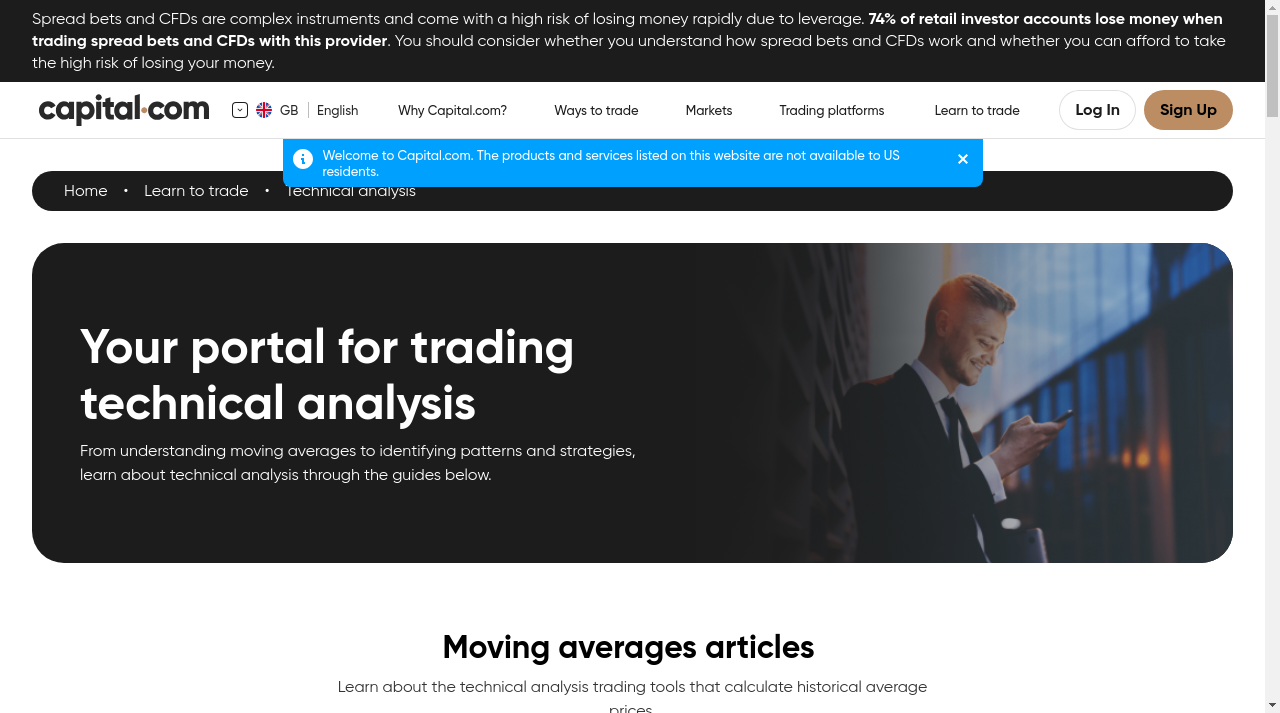 Spread bets and CFDs are complex instruments and come with a high risk of losing money rapidly due to leverage. 74% of retail investor accounts lose money when
trading spread bets and CFDs with this provider. You should consider whether you understand how spread bets and CFDs work and whether you can afford to take
the high risk of losing your money.
capital.com GB English Why Capital.com? Ways to trade Markets Trading platforms Learn to trade Log In Sign Up
Welcome to Capital.com. The products and services listed on this website are not available to US
residents.
Home • Learn to trade • Technical analysis
Your portal for trading
technical analysis
From understanding moving averages to identifying patterns and strategies,
learn about technical analysis through the guides below.
Moving averages articles
Learn about the technical analysis trading tools that calculate historical average
prices